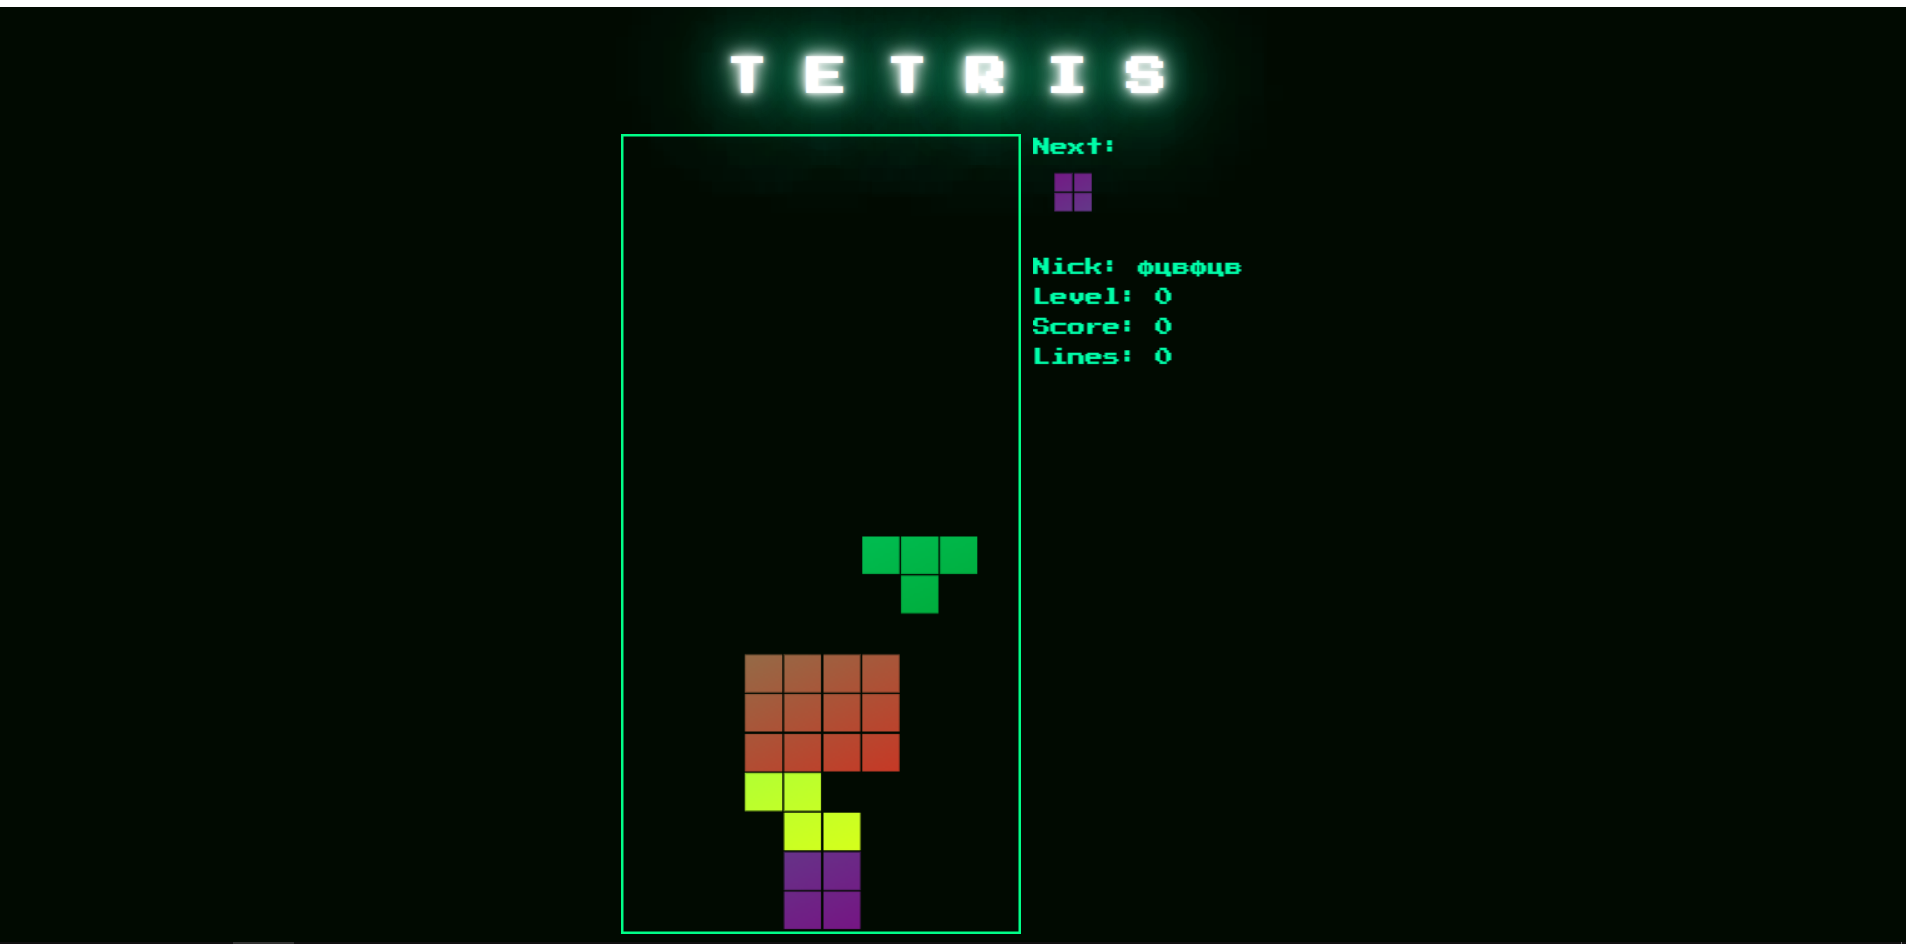 TETRIS
Next:
Nick: фцвфцв
Level: 0
Score: 0
Lines: 0